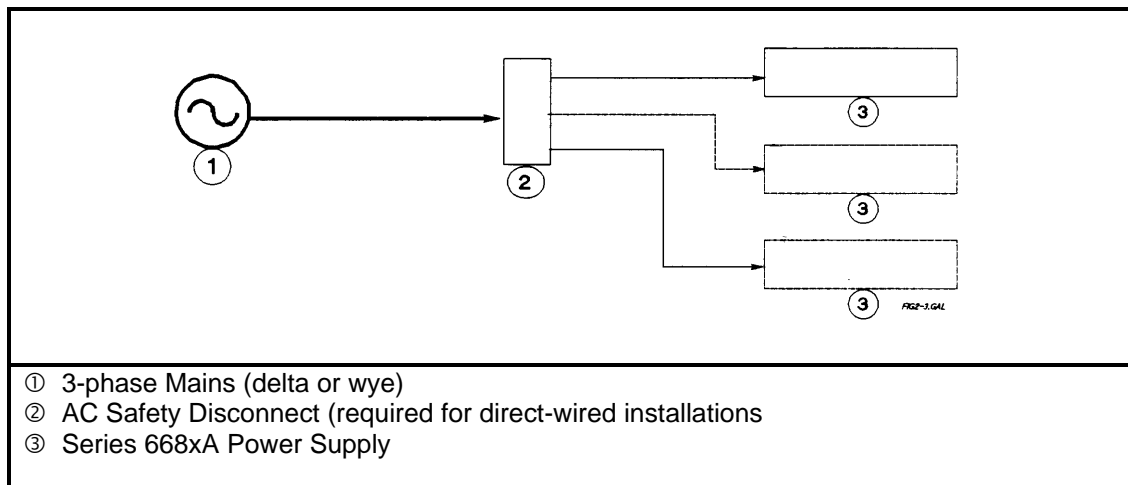 ①
②
③
③
③
FIG2-3.GAL
① 3-phase Mains (delta or wye)
② AC Safety Disconnect (required for direct-wired installations
③ Series 668xA Power Supply